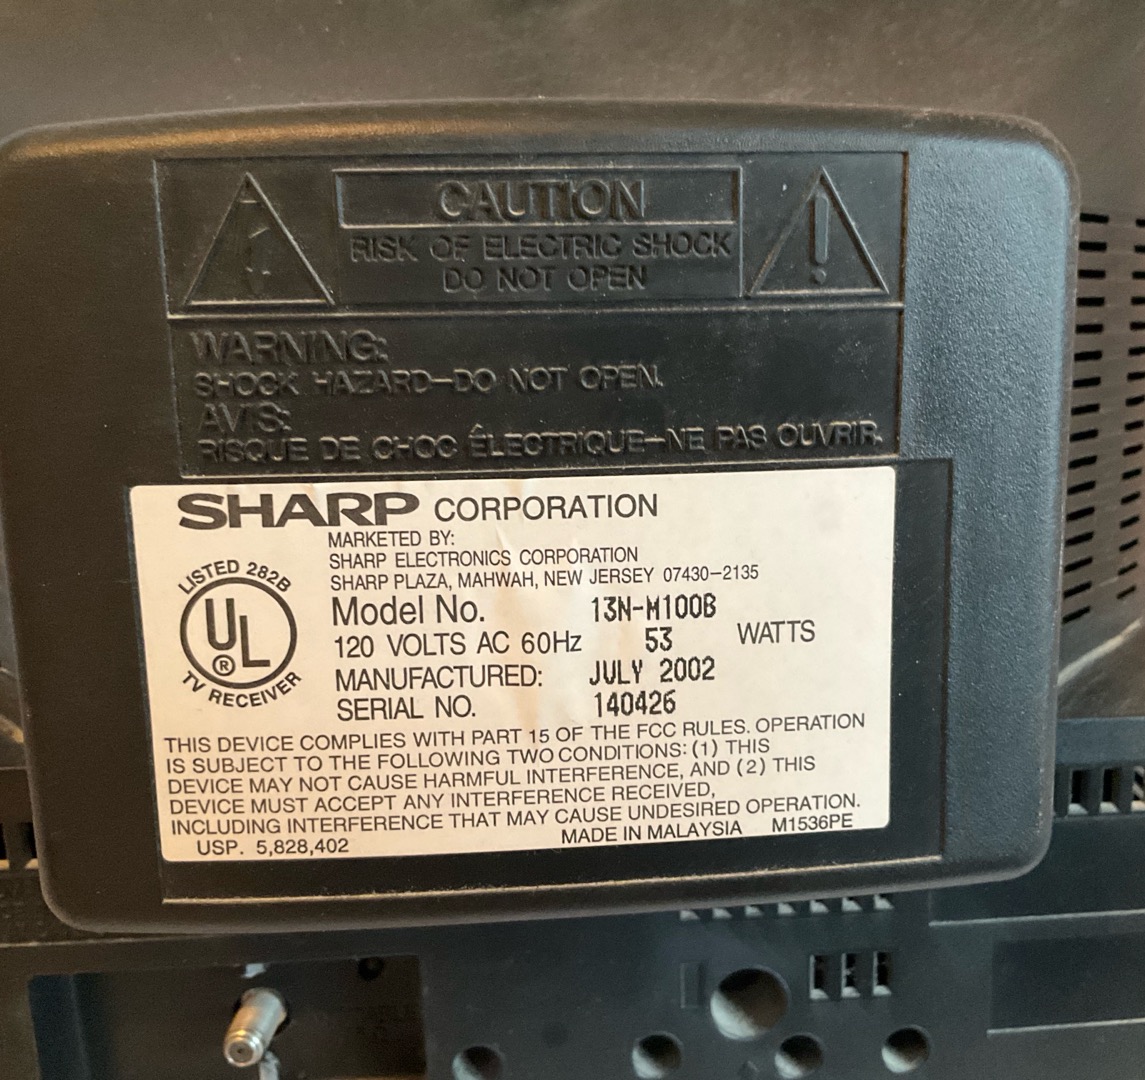 CAUTION
RISK OF ELECTRIC SHOCK
DO NOT OPEN
WARNING:
SHOCK HAZARD—DO NOT OPEN.
AVIS:
RISQUE DE CHOC ÉLECTRIQUE—NE PAS OUVRIR.
SHARP CORPORATION
MARKETED BY:
SHARP ELECTRONICS CORPORATION
SHARP PLAZA, MAHWAH, NEW JERSEY 07430-2135
LISTED 282B
UL
®
TV RECEIVER
Model No. 13N-M100B
120 VOLTS AC 60Hz 53 WATTS
MANUFACTURED: JULY 2002
SERIAL NO. 140426
THIS DEVICE COMPLIES WITH PART 15 OF THE FCC RULES. OPERATION
IS SUBJECT TO THE FOLLOWING TWO CONDITIONS: (1) THIS
DEVICE MAY NOT CAUSE HARMFUL INTERFERENCE, AND (2) THIS
DEVICE MUST ACCEPT ANY INTERFERENCE RECEIVED,
INCLUDING INTERFERENCE THAT MAY CAUSE UNDESIRED OPERATION.
USP. 5,828,402 MADE IN MALAYSIA M1536PE